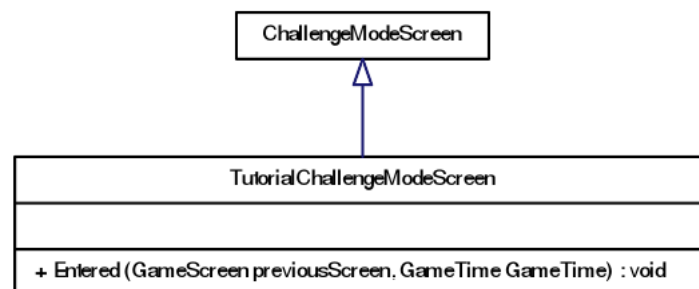 ChallengeModeScreen
TutorialChallengeModeScreen
+ Entered (GameScreen previousScreen, GameTime GameTime) : void